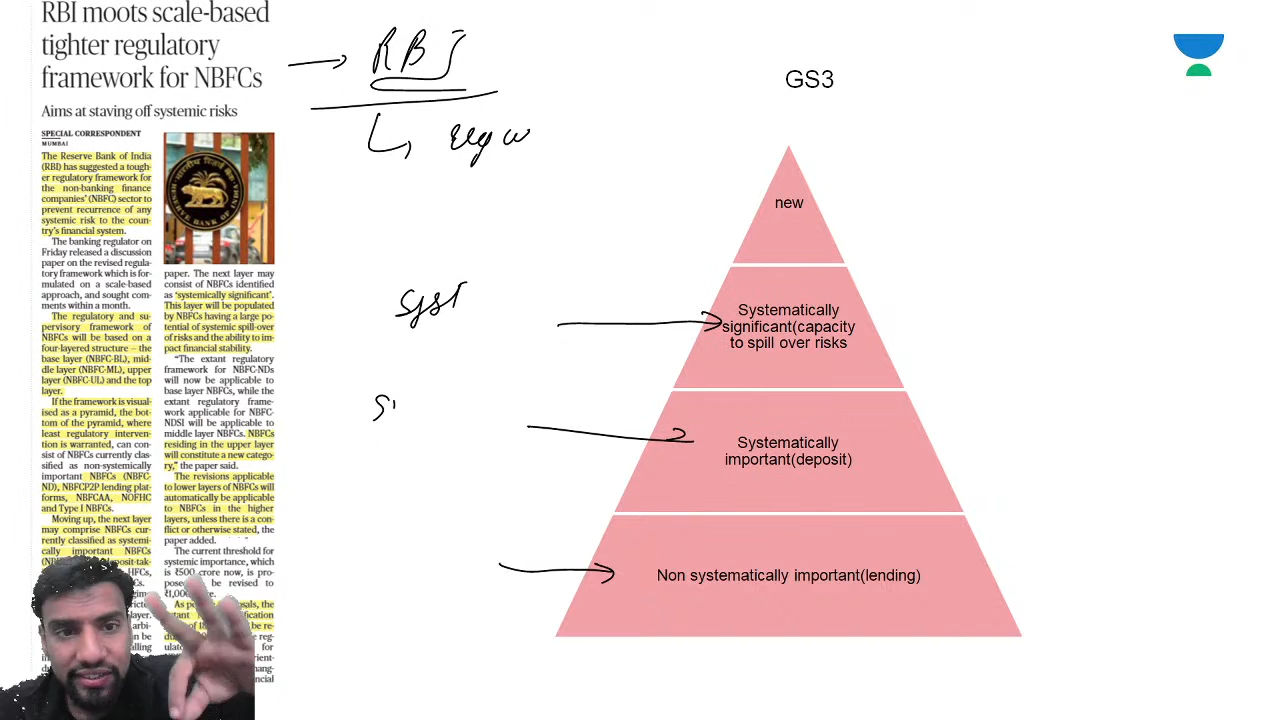 RBI moots scale-based
tighter regulatory
framework for NBFCs
Aims at staving off systemic risks
SPECIAL CORRESPONDENT
MUMBAI
The Reserve Bank of India
(RBI) has suggested a tough-
er regulatory framework for
the non-banking finance
companies' (NBFC) sector to
prevent recurrence of any
systemic risk to the coun-
try's financial system.
The banking regulator on
Friday released a discussion
paper on the revised regula-
tory framework which is for-
mulated on a scale-based
approach, and sought com-
ments within a month.
The regulatory and su-
pervisory framework of
NBFCs will be based on a
four-layered structure – the
base layer (NBFC-BL), mid-
dle layer (NBFC-ML), upper
layer (NBFC-UL) and the top
layer.
If the framework is visual-
ised as a pyramid, the bot-
tom of the pyramid, where
least regulatory interven-
tion is warranted, can con-
sist of NBFCs currently clas-
sified as non-systemically
important NBFCs (NBFC-
ND), NBFCP2P lending plat-
forms, NBFCAA, NOFHC
and Type I NBFCs.
Moving up, the next layer
may comprise NBFCs cur-
rently classified as systemi-
cally important NBFCs
paper. The next layer may
consist of NBFCs identified
as 'systemically significant'.
This layer will be populated
by NBFCs having a large po-
tential of systemic spill-over
of risks and the ability to im-
pact financial stability.
"The extant regulatory
framework for NBFC-NDs
will now be applicable to
base layer NBFCs, while the
extant regulatory frame-
work applicable for NBFC-
NDSI will be applicable to
middle layer NBFCs. NBFCs
residing in the upper layer
will constitute a new catego-
ry," the paper said.
The revisions applicable
to lower layers of NBFCs will
automatically be applicable
to NBFCs in the higher
layers, unless there is a con-
flict or otherwise stated, the
paper added.
The current threshold for
systemic importance, which
is ₹500 crore now, is pro-
be revised to
RBI
syst
GS3
new
Systematically
significant(capacity
to spill over risks
Systematically
important(deposit)
Non systematically important(lending)